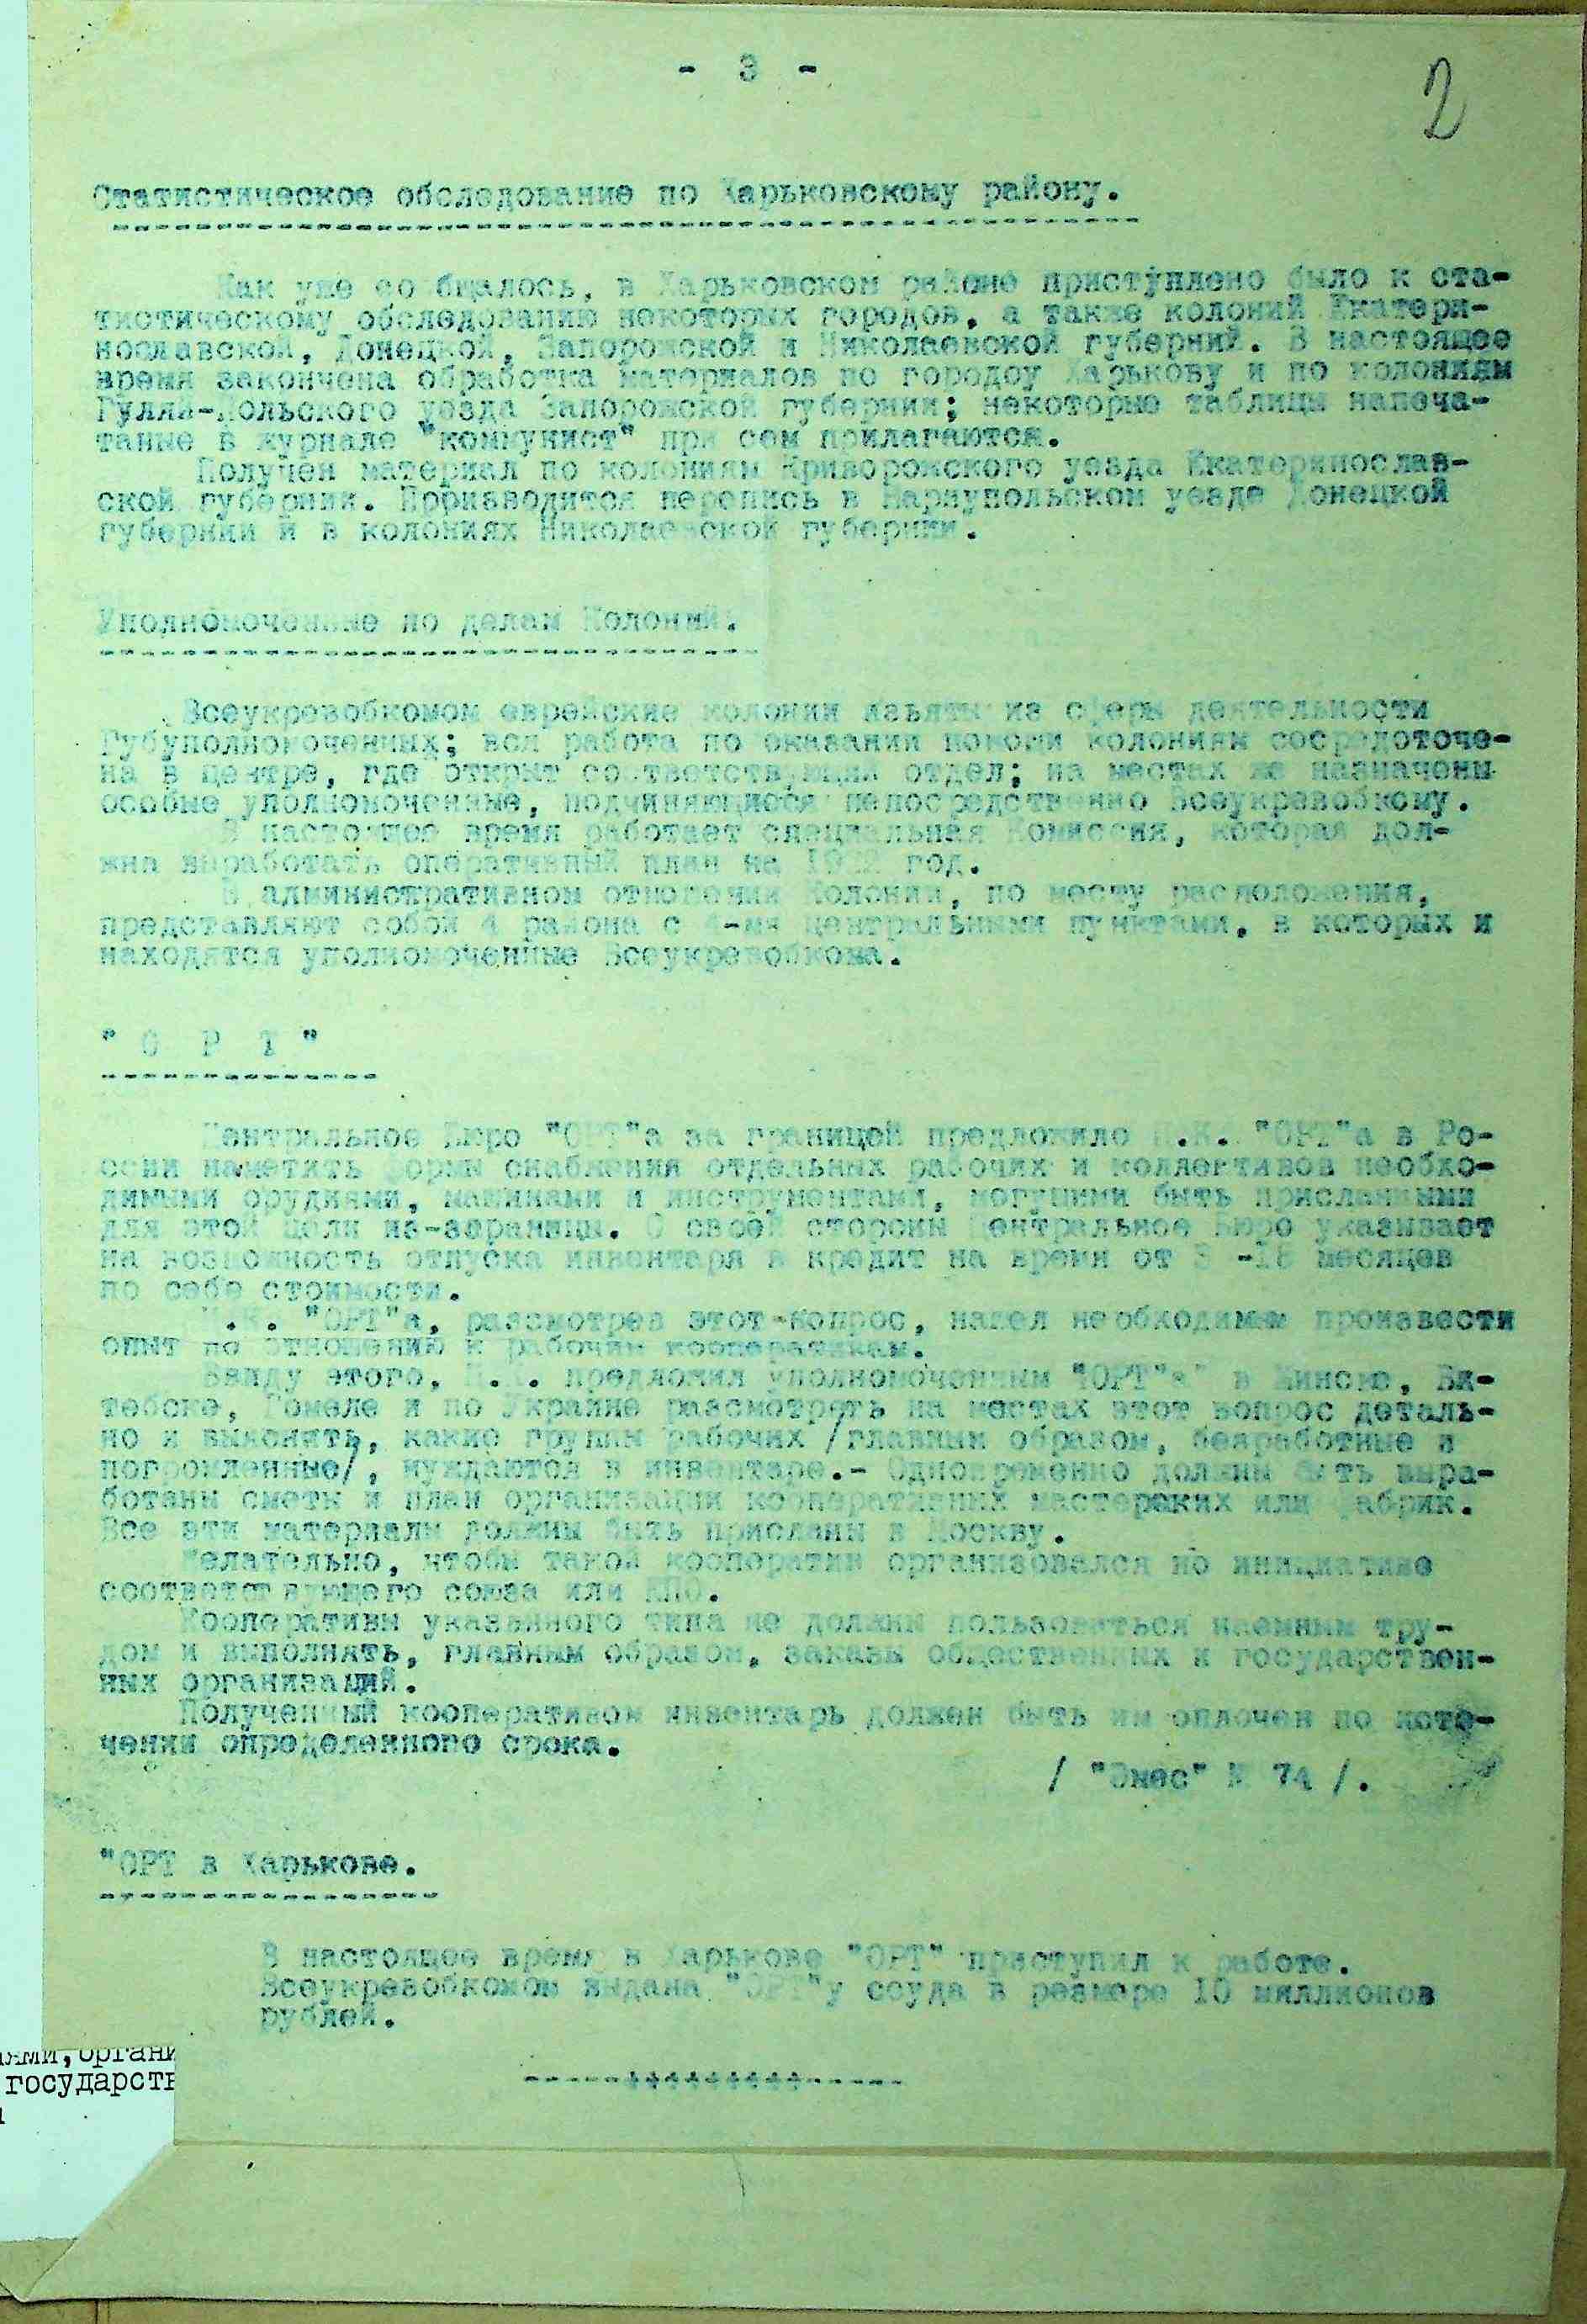 - 3 -
2
Статистическое обследование по Харьковскому району.
Как уже сообщалось, в Харьковском районе приступлено было к ста-
тистическому обследованию некоторых городов, а также колоний Екатери-
нославской, Донецкой, Запорожской и Николаевской губерний. В настоящее
время закончена обработка материалов по городоу Харькову и по колониям
Гуляй-Польского уезда Запорожской губернии; некоторые таблицы напеча-
танные в журнале "коммунист" при сем прилагаются.
Получен материал по колониям Криворожского уезда Екатеринослав-
ской губернии. Поризводится перепись в Мариупольском уезде Донецкой
губернии и в колониях Николаевской губернии.
Уполномоченные по делам Колоний.
Всеукревобкомом еврейские колонии изъяты из сферы деятельности
Губуполномоченных; вся работа по оказании помощи колониям сосредоточе-
на в центре, где открыт соответствующий отдел; на местах же назначены
особые уполномоченные, подчиняющиеся непосредственно Всеукревобкому.
В настоящее время работает специальная Комиссия, которая дол-
жна выработать оперативный план на 1922 год.
В административном отношении Колонии, по месту расположения,
представляют собой 4 района с 4-мя центральными пунктами, в которых и
находятся уполномоченные Всеукревобкома.
" О Р Т "
Центральное Бюро "ОРТ"а за границей предложило Ц.К. "ОРТ"а в Ро-
ссии наметить формы снабжения отдельных рабочих и коллективов необхо-
димыми орудиями, машинами и инструментами, могущими быть присланными
для этой цели из-заграницы. С своей стороны Центральное Бюро указывает
на возможность отпуска инвентаря в кредит на время от -18 месяцев
по себе стоимости.
Ц.К. "ОРТ"а, рассмотрев этот-вопрос, нашел необходимым произвести
опыт по отношению к рабочим кооперативам.
Ввиду этого, Ц.К. предложил уполномоченным "ОРТ"а" в Минске, Ви-
тебске, Гомеле и по Украине рассмотреть на местах этот вопрос деталь-
но и выяснить, какие группы рабочих /главным образом, безработные и
погромленные/, нуждаются в инвентаре.- Одновременно должны быть выра-
ботаны сметы и план организации кооперативных мастерских или фабрик.
Все эти материалы должны быть присланы в Москву.
Желательно, чтобы такой кооператив организовался по инициативе
соответствующего союза или ЕПО.
Кооперативы указанного типа не должны пользоваться наемным тру-
дом и выполнять, главным образом, заказы общественных и государствен-
ных организаций.
Полученный кооперативом инвентарь должен быть им оплочен по исте-
чении определенного срока.
/ "Эмес" № 74 /.
"ОРТ в Харькове.
В настоящее время в Харькове "ОРТ" приступил к работе.
Всеукревобкомом выдана "ОРТ"у ссуда в размере 10 миллионов
рублей.
-----+++++++++-----
ями, органи
государств